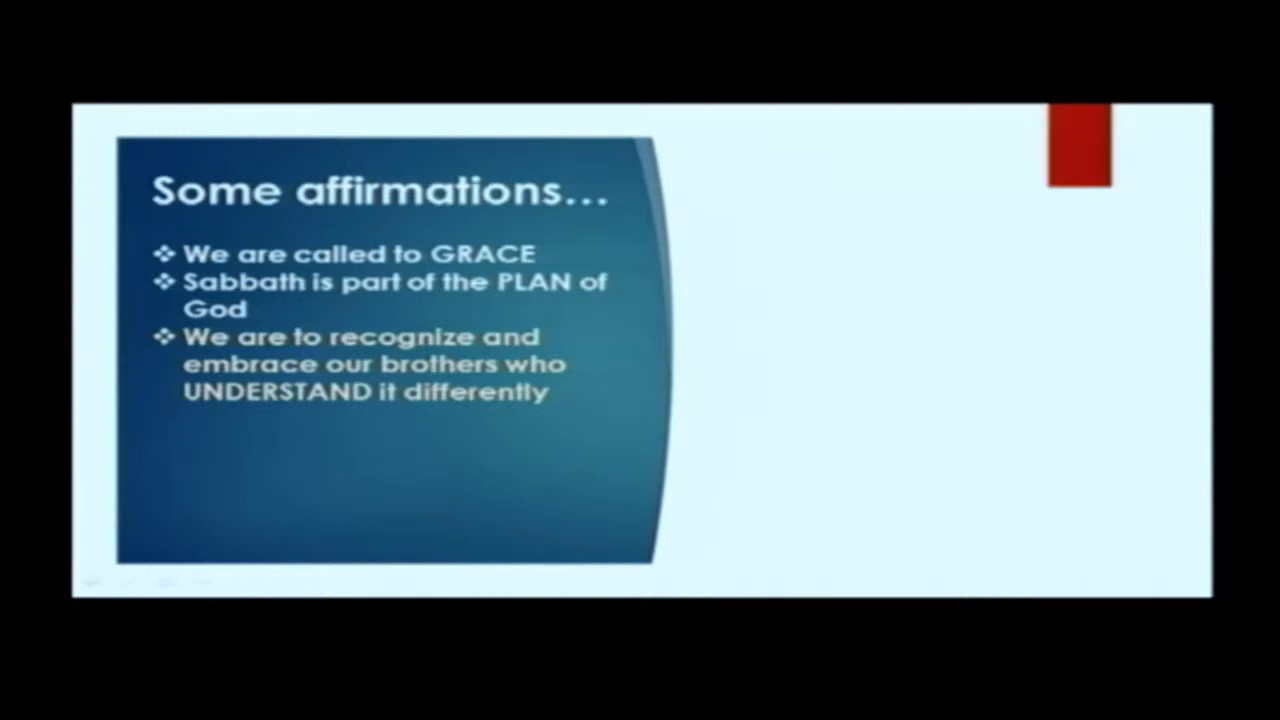 Some affirmations...
❖ We are called to GRACE
❖ Sabbath is part of the PLAN of
God
❖ We are to recognize and
embrace our brothers who
UNDERSTAND it differently